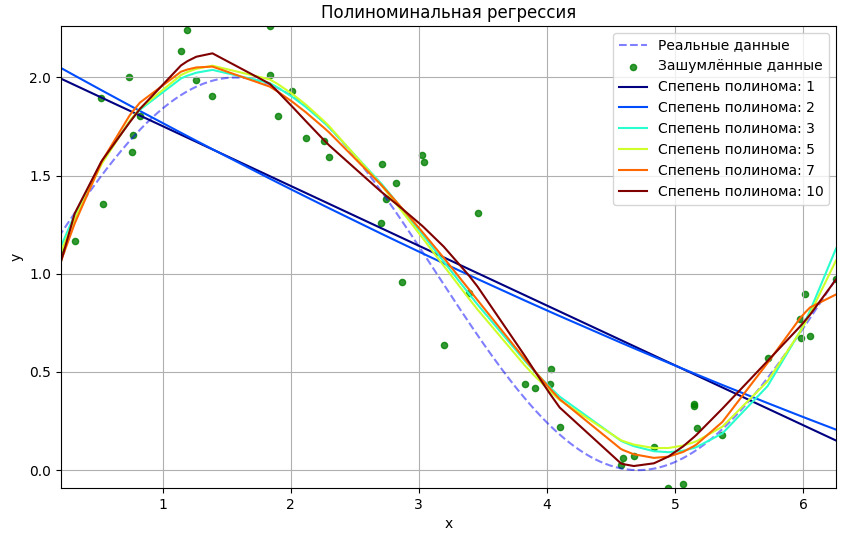 Полиноминальная регрессия
Реальные данные
Зашумлённые данные
Спепень полинома: 1
Спепень полинома: 2
Спепень полинома: 3
Спепень полинома: 5
Спепень полинома: 7
Спепень полинома: 10
y
2.0
1.5
1.0
0.5
0.0
1 2 3 4 5 6
x